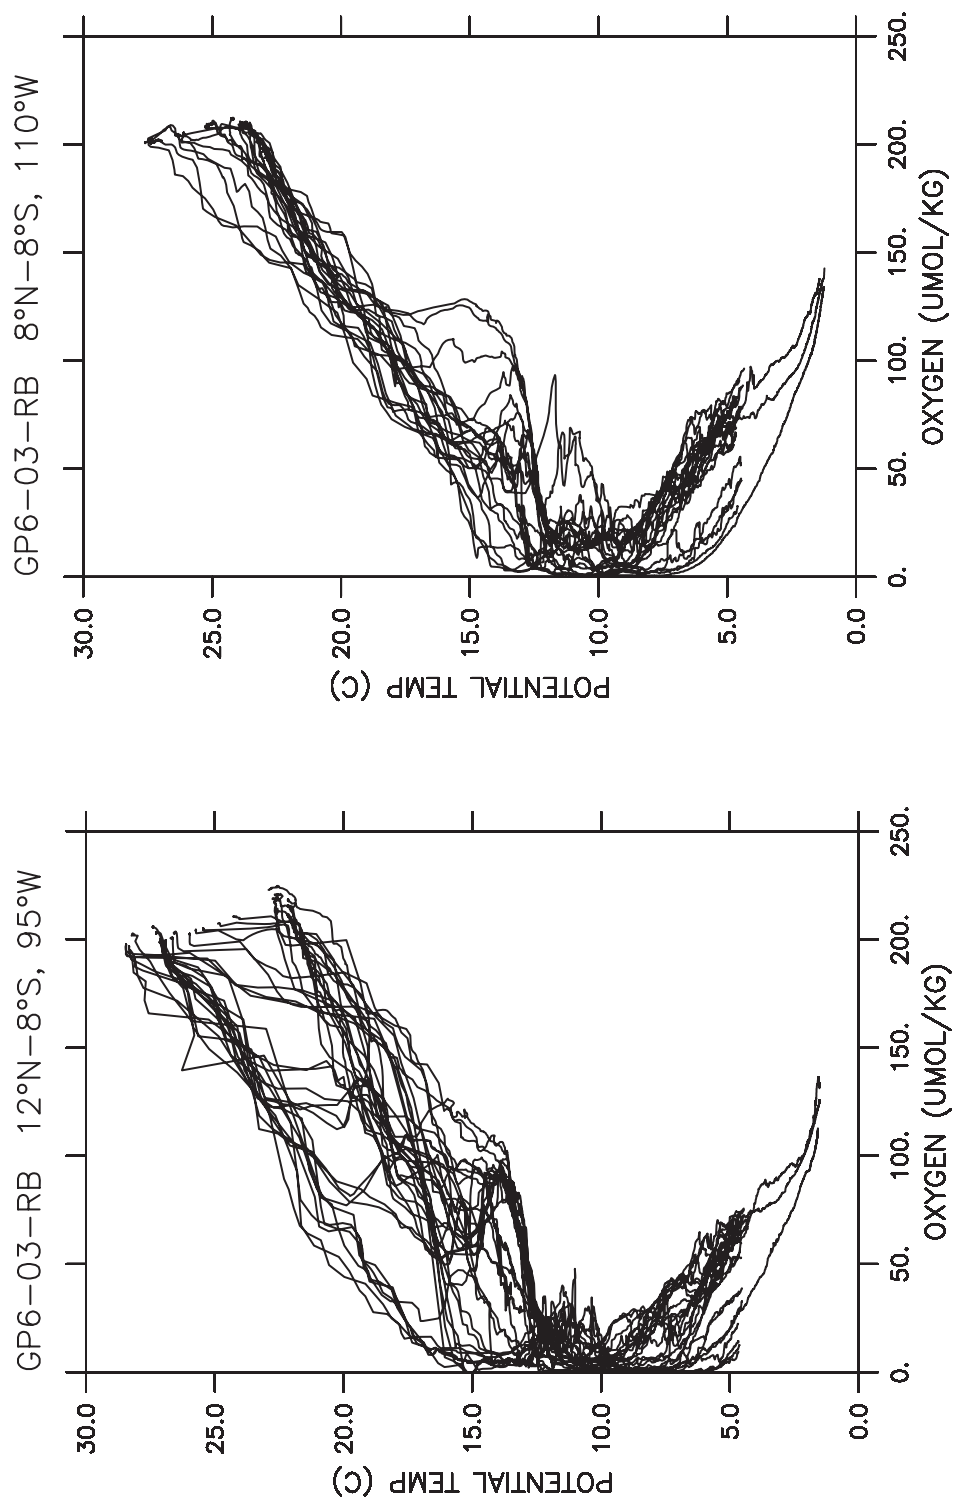 GP6-03-RB 12°N-8°S, 95°W
POTENTIAL TEMP (C)
30.0
25.0
20.0
15.0
10.0
5.0
0.0
0. 50. 100. 150. 200. 250.
OXYGEN (UMOL/KG)
GP6-03-RB 8°N-8°S, 110°W
POTENTIAL TEMP (C)
30.0
25.0
20.0
15.0
10.0
5.0
0.0
0. 50. 100. 150. 200. 250.
OXYGEN (UMOL/KG)